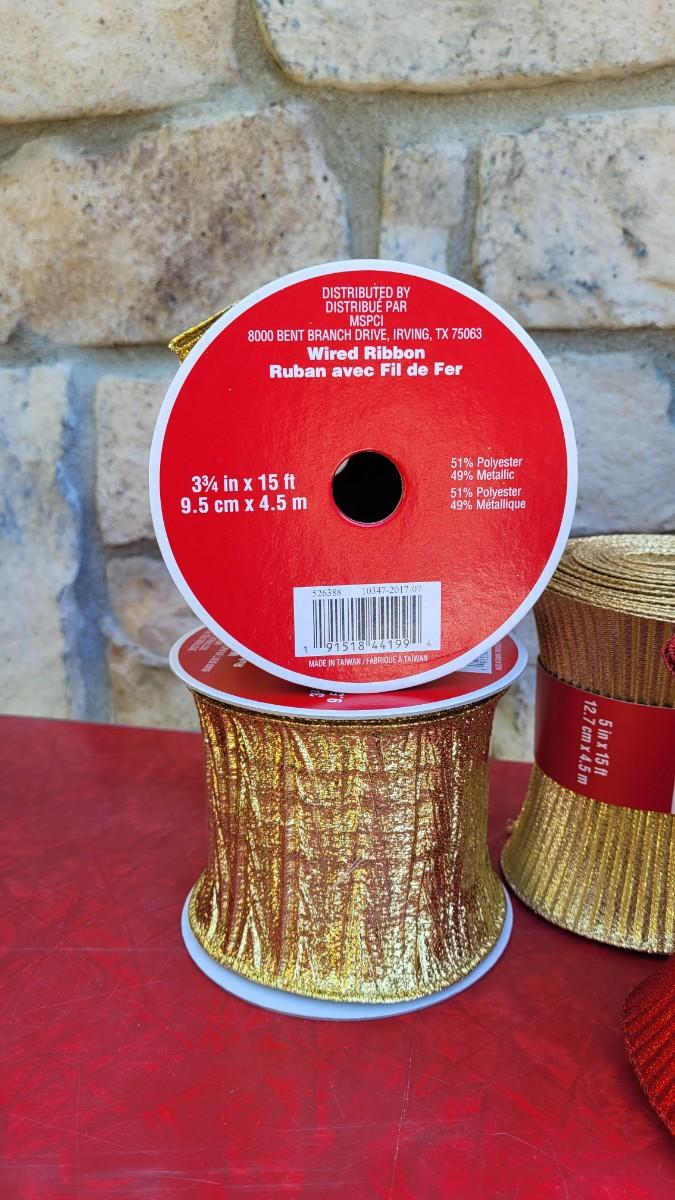 DISTRIBUTED BY
DISTRIBUÉ PAR
MSPCI
8000 BENT BRANCH DRIVE, IRVING, TX 75063
Wired Ribbon
Ruban avec Fil de Fer
3¾ in x 15 ft
9.5 cm x 4.5 m
51% Polyester
49% Metallic
51% Polyester
49% Métallique
526388 10347-2017-07
1 91518 44199 4
MADE IN TAIWAN / FABRIQUÉ À TAÏWAN
5 in x 15 ft
12.7 cm x 4.5 m